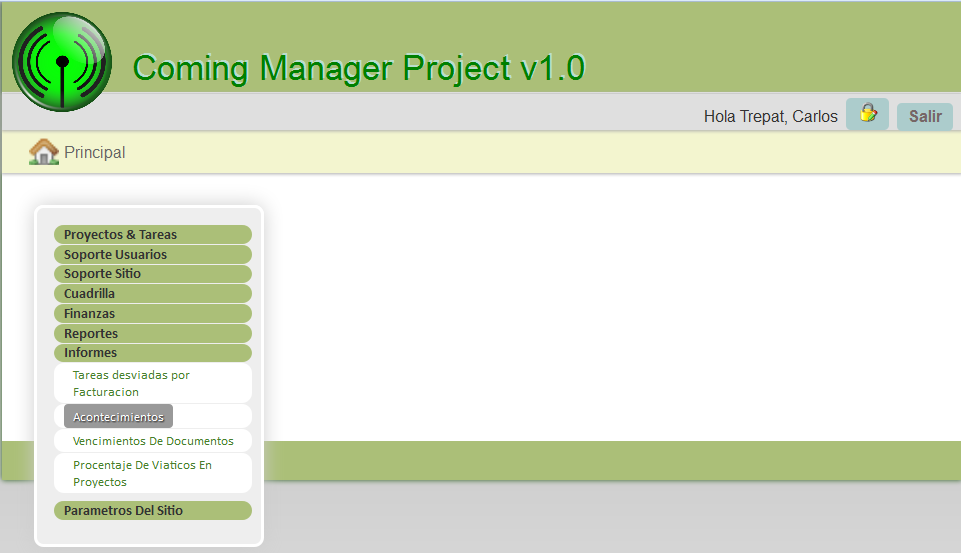 Coming Manager Project v1.0
Hola Trepat, Carlos
Salir
Principal
Proyectos & Tareas
Soporte Usuarios
Soporte Sitio
Cuadrilla
Finanzas
Reportes
Informes
Tareas desviadas por
Facturacion
Acontecimientos
Vencimientos De Documentos
Procentaje De Viaticos En
Proyectos
Parametros Del Sitio